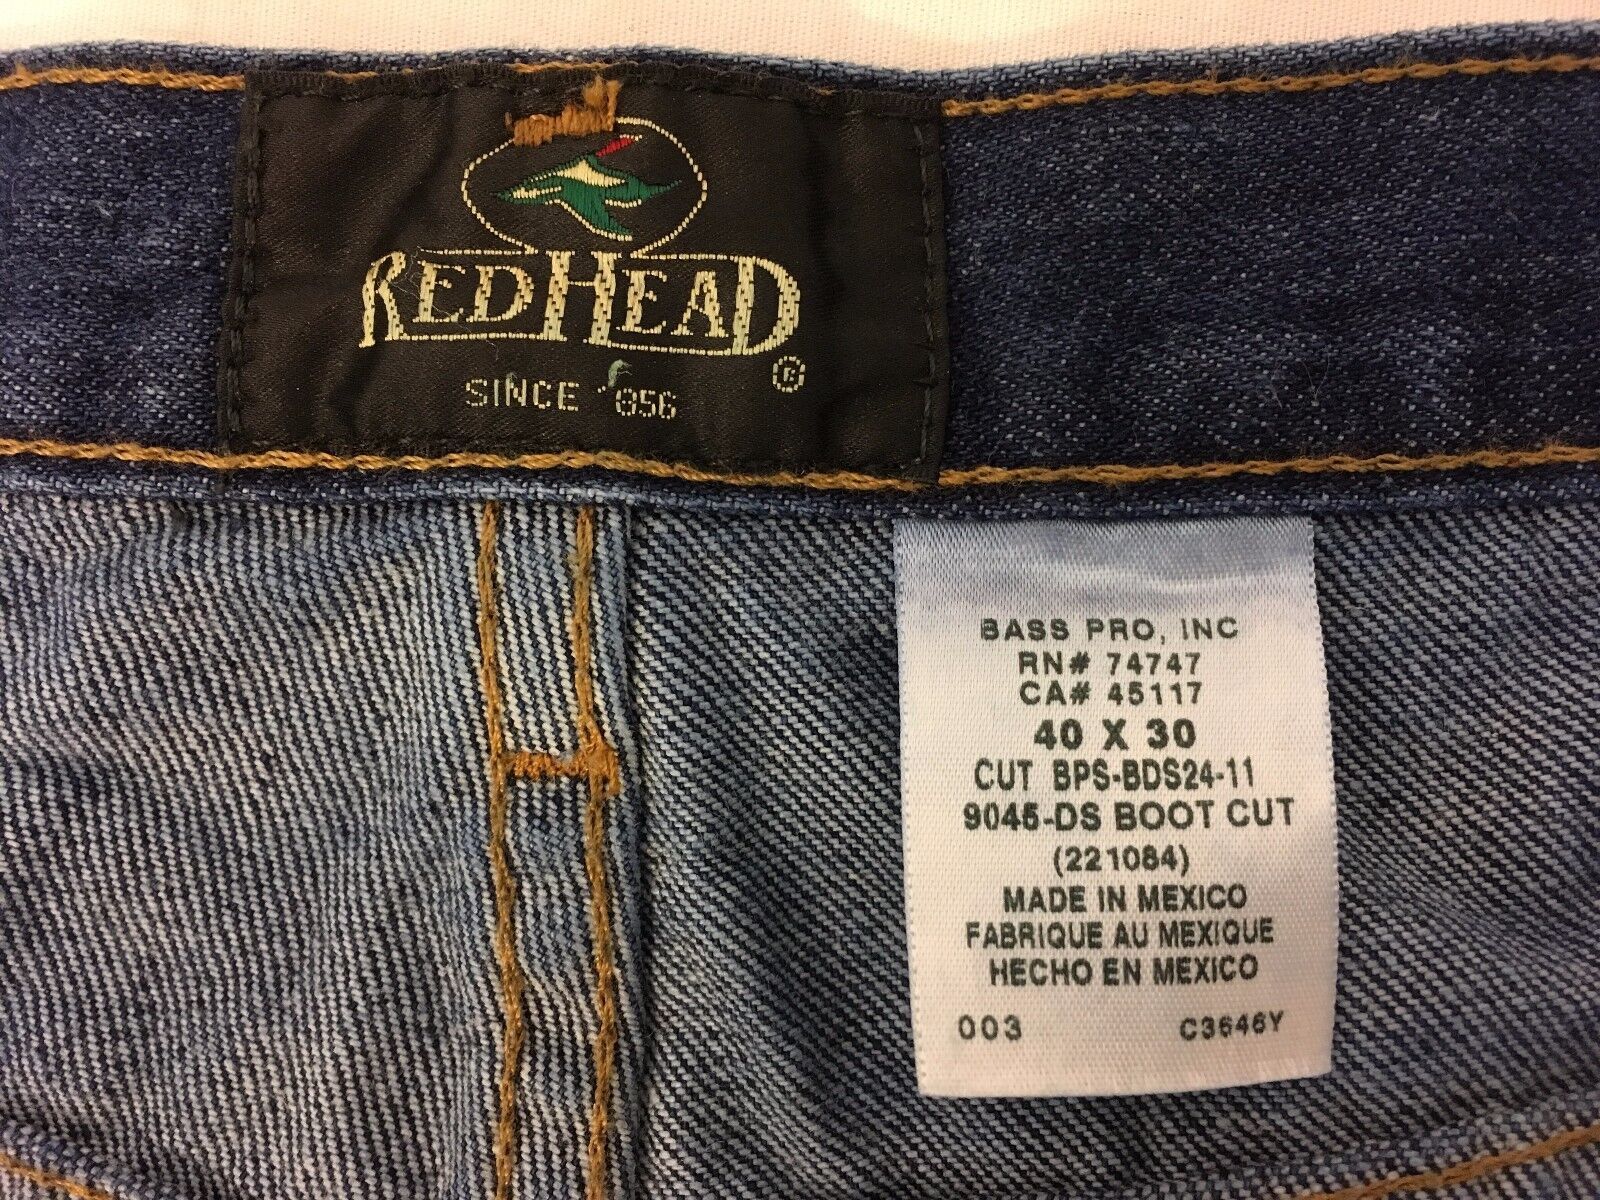 REDHEAD
®
SINCE 856
BASS PRO, INC
RN# 74747
CA# 45117
40 X 30
CUT BPS-BDS24-11
9045-DS BOOT CUT
(221084)
MADE IN MEXICO
FABRIQUE AU MEXIQUE
HECHO EN MEXICO
003 C3646Y